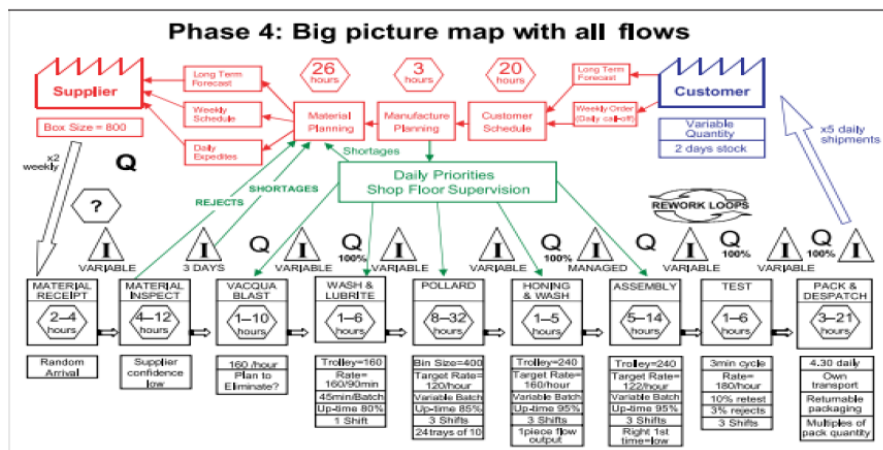 Phase 4: Big picture map with all flows
Supplier
Box Size = 800
Long Term
Forecast
Weekly
Schedule
Daily
Expedites
26
hours
Material
Planning
3
hours
Manufacture
Planning
20
hours
Customer
Schedule
Long Term
Forecast
Weekly Order
(Daily call-off)
Customer
Variable
Quantity
2 days stock
x5 daily
shipments
x2
weekly
Q
?
Shortages
REJECTS
SHORTAGES
Daily Priorities
Shop Floor Supervision
REWORK LOOPS
I
VARIABLE
I
3 DAYS
Q
I
VARIABLE
Q
100%
I
VARIABLE
Q
100%
I
MANAGED
Q
I
VARIABLE
Q
100%
I
VARIABLE
Q
100%
I
MATERIAL
RECEIPT
2–4
hours
Random
Arrival
MATERIAL
INSPECT
4–12
hours
Supplier
confidence
low
VACQUA
BLAST
1–10
hours
160 /hour
Plan to
Eliminate?
WASH &
LUBRITE
1–6
hours
Trolley=160
Rate=
160/90min
45min/Batch
Up-time 80%
1 Shift
POLLARD
8–32
hours
Bin Size=400
Target Rate=
120/hour
Variable Batch
Up-time 85%
3 Shifts
24trays of 10
HONING
& WASH
1–5
hours
Trolley=240
Target Rate=
160/hour
Variable Batch
Up-time 95%
3 Shifts
1piece flow
output
ASSEMBLY
5–14
hours
Trolley=240
Target Rate=
122/hour
Variable Batch
Up-time 95%
3 Shifts
Right 1st
time=low
TEST
1–6
hours
3min cycle
Rate=
180/hour
10% retest
3% rejects
3 Shifts
PACK &
DESPATCH
3–21
hours
4.30 daily
Own
transport
Returnable
packaging
Multiples of
pack quantity